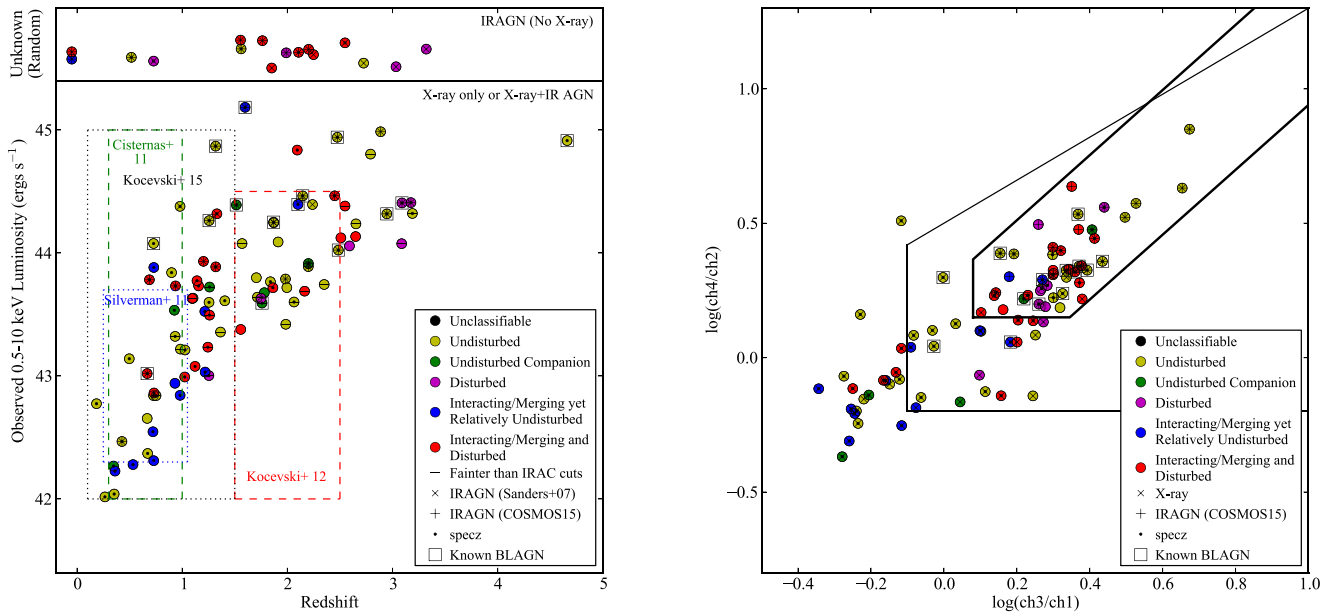 IRAGN (No X-ray)
Unknown
(Random)
X-ray only or X-ray+IR AGN
45
44
43
42
Observed 0.5-10 keV Luminosity (ergs s⁻¹)
Cisternas+
11
Kocevski+ 15
Silverman+ 11
Kocevski+ 12
Unclassifiable
Undisturbed
Undisturbed Companion
Disturbed
Interacting/Merging yet
Relatively Undisturbed
Interacting/Merging and
Disturbed
Fainter than IRAC cuts
IRAGN (Sanders+07)
IRAGN (COSMOS15)
specz
Known BLAGN
0 1 2 3 4 5
Redshift
1.0
0.5
0.0
−0.5
log(ch4/ch2)
Unclassifiable
Undisturbed
Undisturbed Companion
Disturbed
Interacting/Merging yet
Relatively Undisturbed
Interacting/Merging and
Disturbed
X-ray
IRAGN (COSMOS15)
specz
Known BLAGN
−0.4 −0.2 0.0 0.2 0.4 0.6 0.8 1.0
log(ch3/ch1)